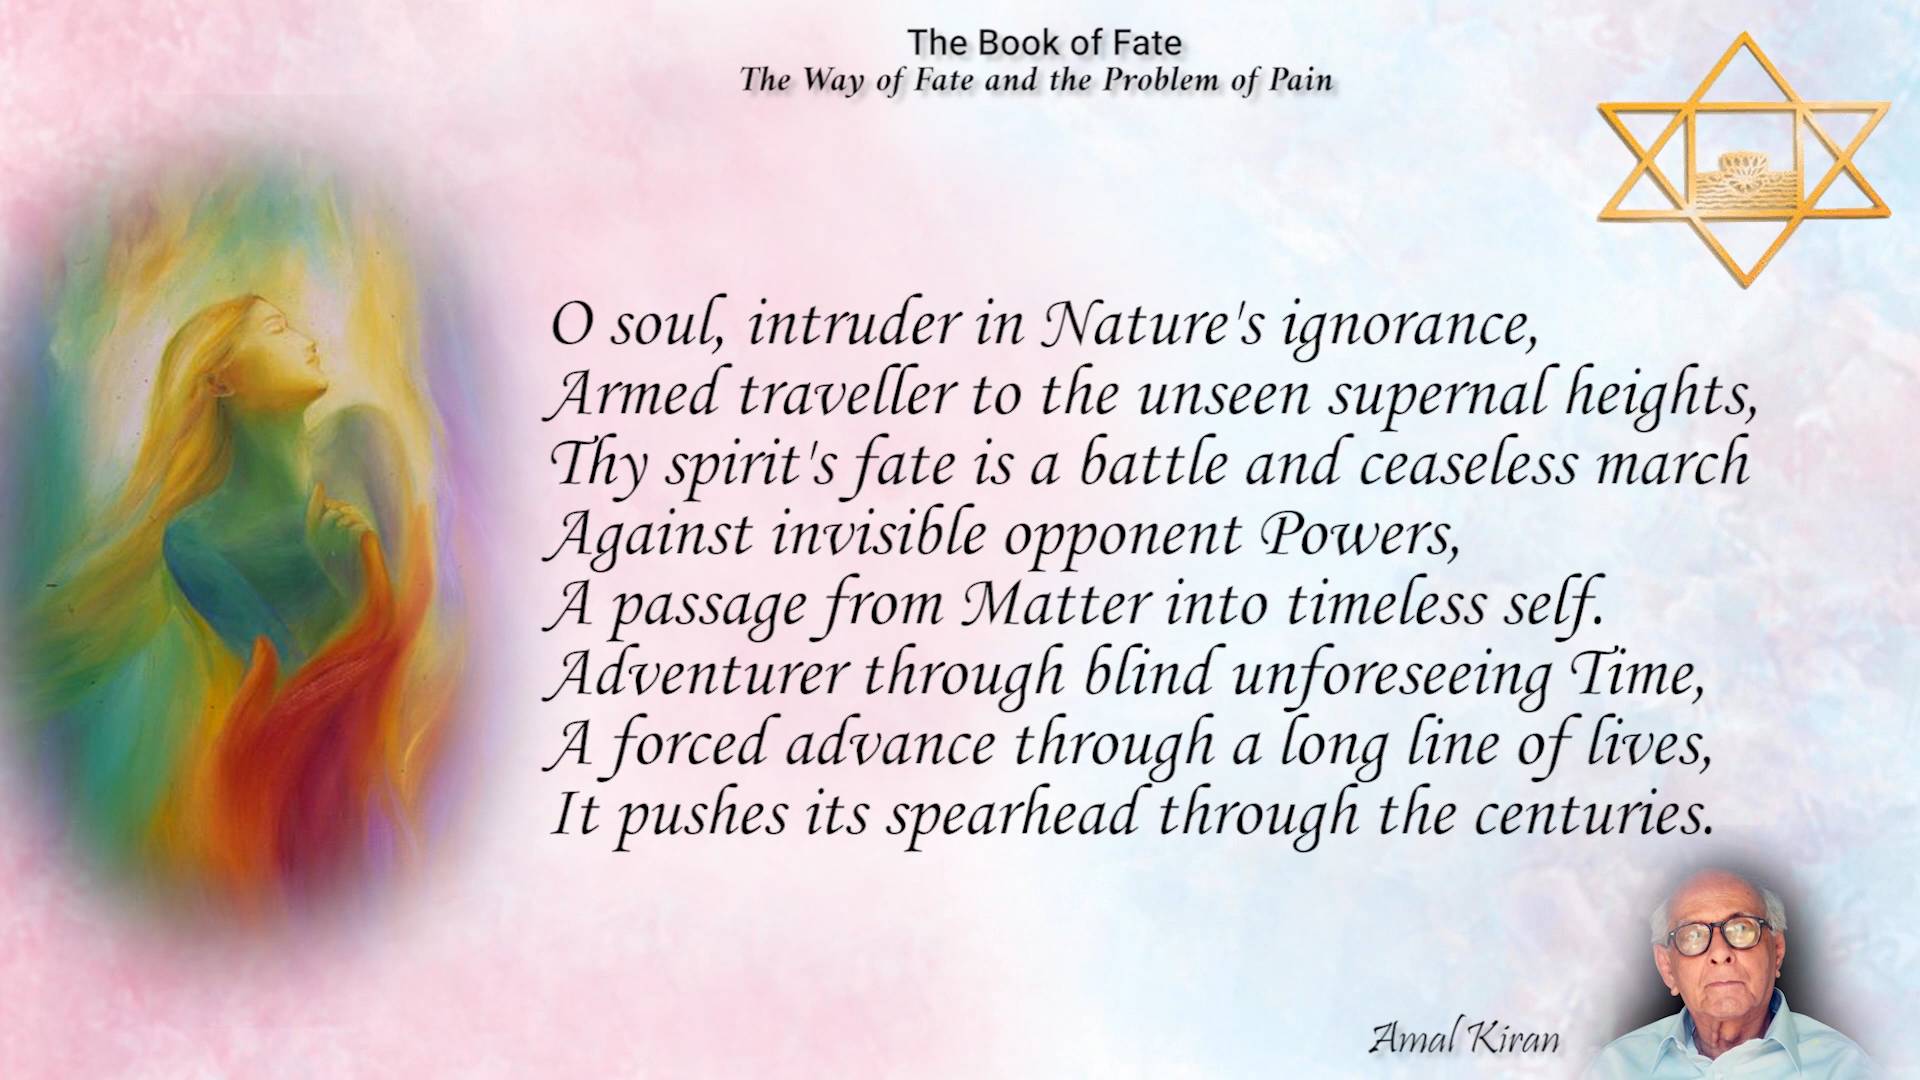 The Book of Fate
The Way of Fate and the Problem of Pain
O soul, intruder in Nature's ignorance,
Armed traveller to the unseen supernal heights,
Thy spirit's fate is a battle and ceaseless march
Against invisible opponent Powers,
A passage from Matter into timeless self.
Adventurer through blind unforeseeing Time,
A forced advance through a long line of lives,
It pushes its spearhead through the centuries.
Amal Kiran